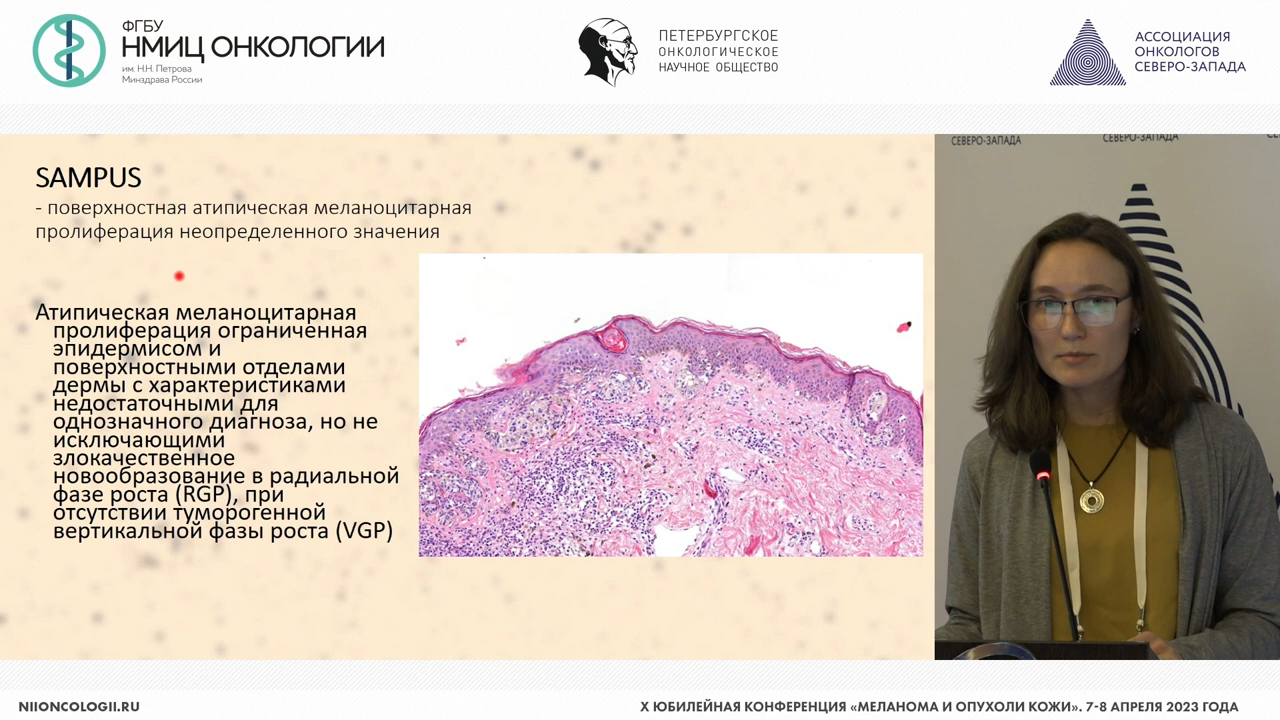 ФГБУ
НМИЦ ОНКОЛОГИИ
им. Н.Н. Петрова
Минздрава России
ПЕТЕРБУРГСКОЕ
ОНКОЛОГИЧЕСКОЕ
НАУЧНОЕ ОБЩЕСТВО
АССОЦИАЦИЯ
ОНКОЛОГОВ
СЕВЕРО-ЗАПАДА
SAMPUS
- поверхностная атипическая меланоцитарная
пролиферация неопределенного значения
Атипическая меланоцитарная
пролиферация ограниченная
эпидермисом и
поверхностными отделами
дермы с характеристиками
недостаточными для
однозначного диагноза, но не
исключающими
злокачественное
новообразование в радиальной
фазе роста (RGP), при
отсутствии туморогенной
вертикальной фазы роста (VGP)
СЕВЕРО-ЗАПАДА
СЕВЕРО-ЗАПАДА
NIIONCOLOGII.RU
X ЮБИЛЕЙНАЯ КОНФЕРЕНЦИЯ «МЕЛАНОМА И ОПУХОЛИ КОЖИ». 7-8 АПРЕЛЯ 2023 ГОДА